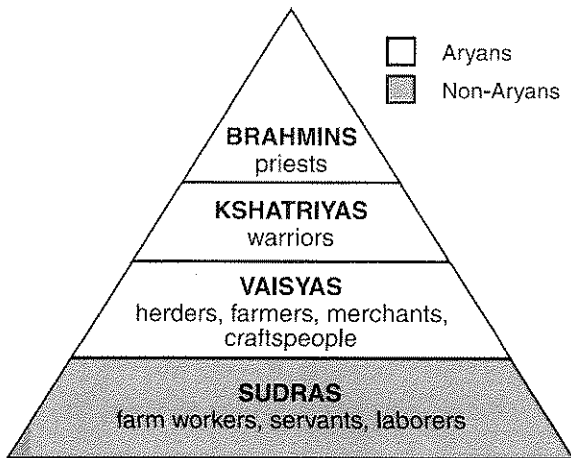 Aryans
Non-Aryans
BRAHMINS
priests
KSHATRIYAS
warriors
VAISYAS
herders, farmers, merchants,
craftspeople
SUDRAS
farm workers, servants, laborers